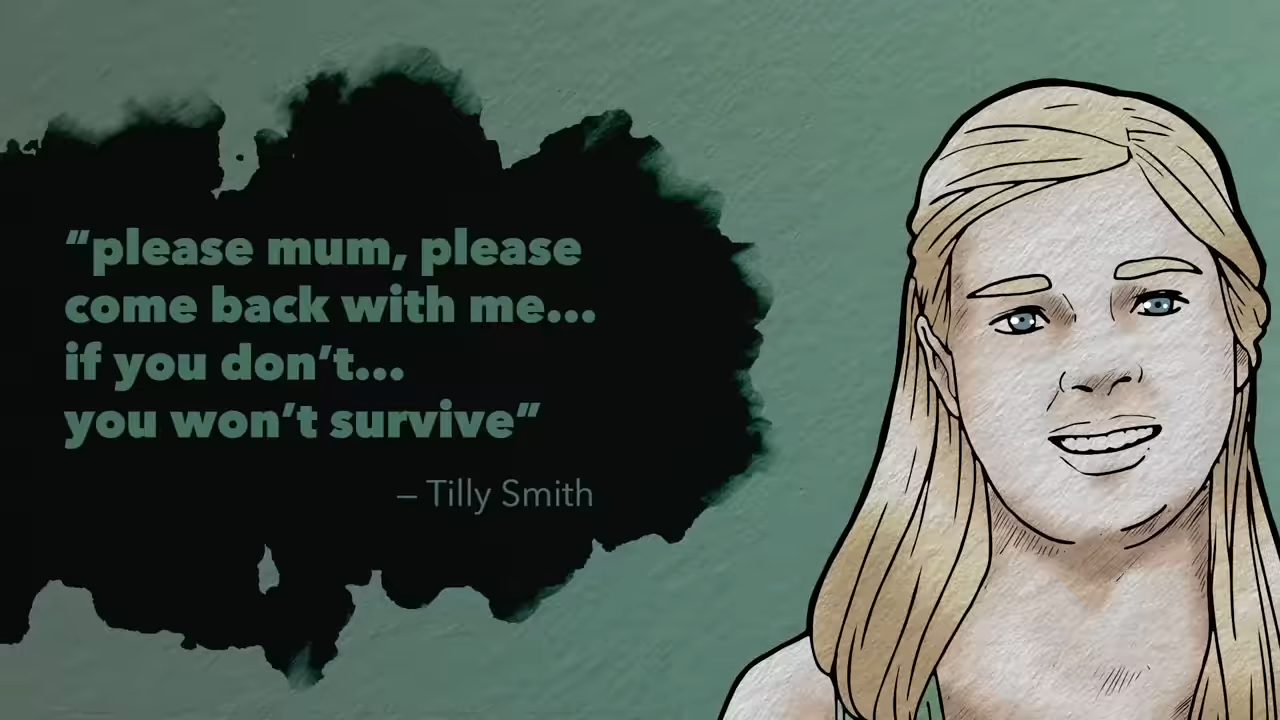 “please mum, please
come back with me...
if you don’t...
you won’t survive”
– Tilly Smith